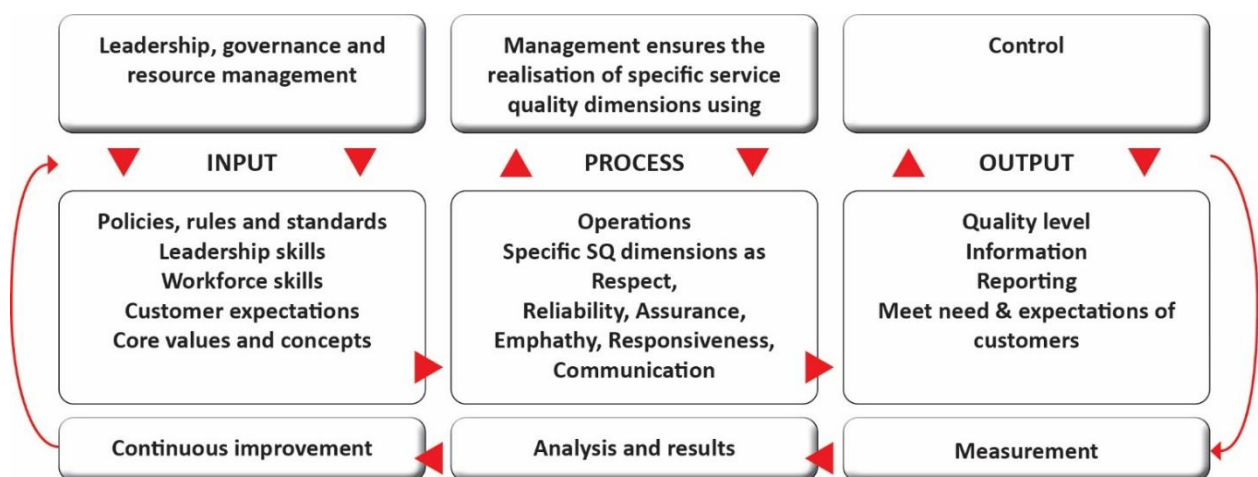 Leadership, governance and
resource management
Management ensures the
realisation of specific service
quality dimensions using
Control
INPUT
PROCESS
OUTPUT
Policies, rules and standards
Leadership skills
Workforce skills
Customer expectations
Core values and concepts
Operations
Specific SQ dimensions as
Respect,
Reliability, Assurance,
Emphathy, Responsiveness,
Communication
Quality level
Information
Reporting
Meet need & expectations of
customers
Continuous improvement
Analysis and results
Measurement